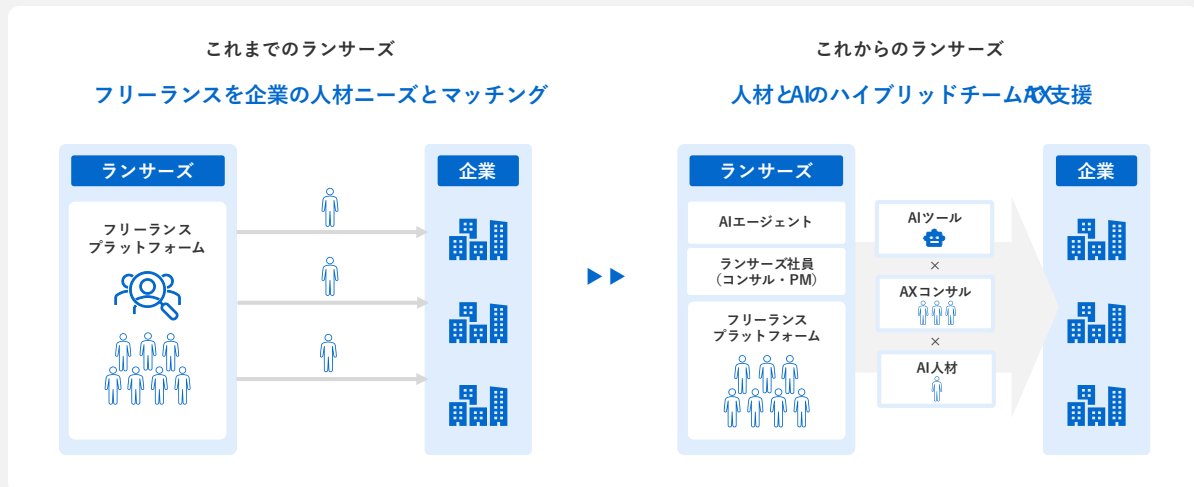 これまでのランサーズ
フリーランスを企業の人材ニーズとマッチング
ランサーズ
フリーランス
プラットフォーム
企業
これからのランサーズ
人材とAIのハイブリッドチームでAX支援
ランサーズ
AIエージェント
ランサーズ社員
（コンサル・PM）
フリーランス
プラットフォーム
AIツール
×
AXコンサル
×
AI人材
企業